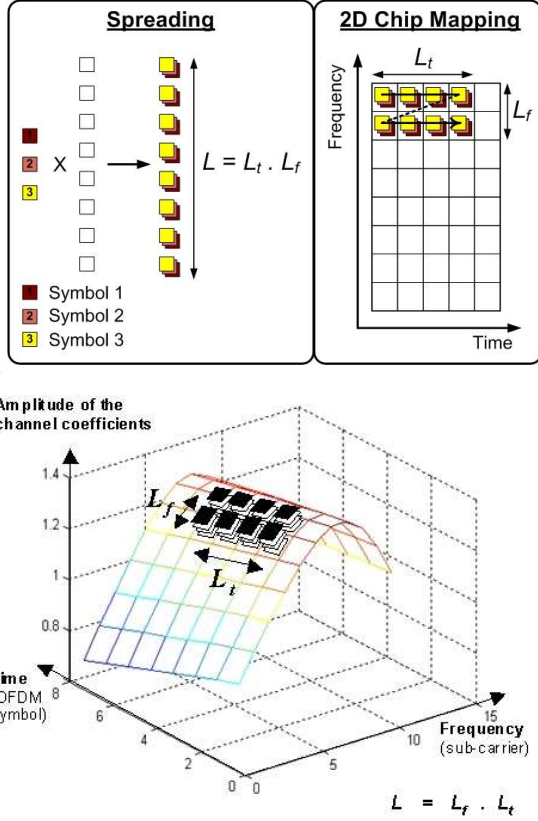 Spreading
1
2
3
X
L = Lt . Lf
1 Symbol 1
2 Symbol 2
3 Symbol 3
2D Chip Mapping
Lt
Frequency
Lf
Time
Amplitude of the
channel coefficients
1.4
1.2
1
0.8
Lf
Lt
ime
OFDM
ymbol)
8
6
4
2
0
0
5
10
15
Frequency
(sub-carrier)
L = Lf . Lt